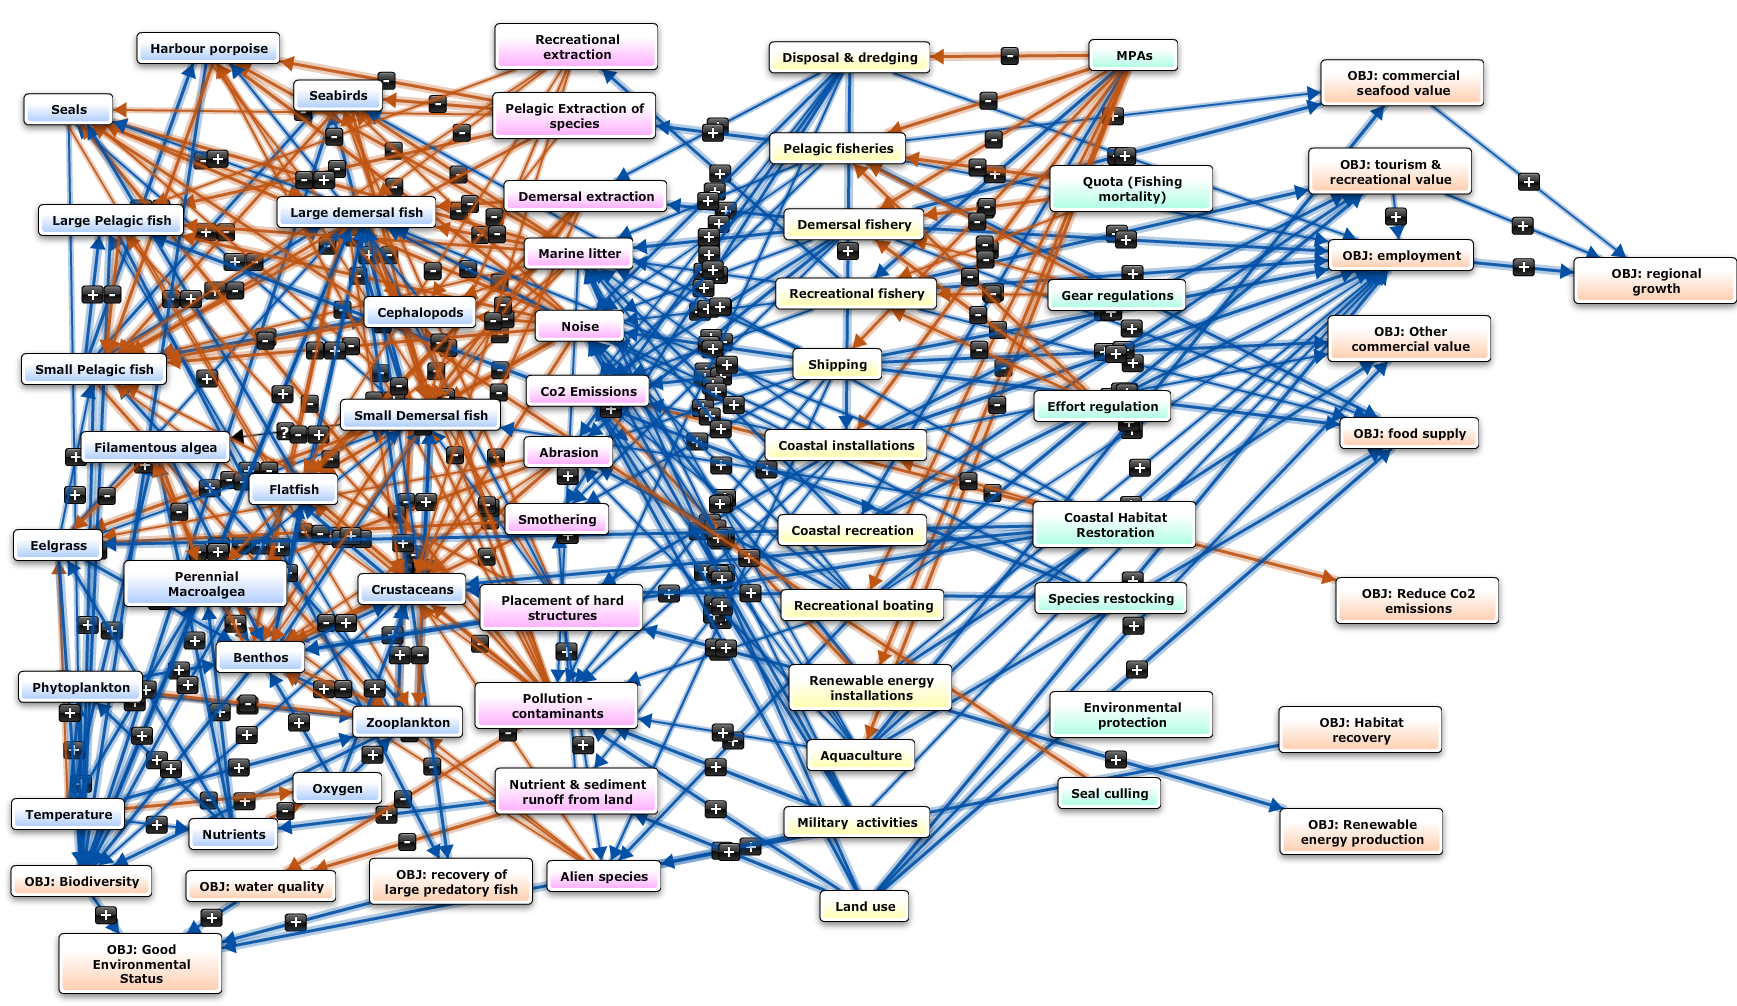 Harbour porpoise
Seals
Seabirds
Large Pelagic fish
Large demersal fish
Cephalopods
Small Pelagic fish
Small Demersal fish
Filamentous algea
Flatfish
Eelgrass
Perennial
Macroalgea
Crustaceans
Benthos
Phytoplankton
Zooplankton
Oxygen
Temperature
Nutrients
OBJ: Biodiversity
OBJ: water quality
OBJ: recovery of
large predatory fish
OBJ: Good
Environmental
Status
Recreational
extraction
Pelagic Extraction of
species
Demersal extraction
Marine litter
Noise
Co2 Emissions
Abrasion
Smothering
Placement of hard
structures
Pollution -
contaminants
Nutrient & sediment
runoff from land
Alien species
Disposal & dredging
Pelagic fisheries
Demersal fishery
Recreational fishery
Shipping
Coastal installations
Coastal recreation
Recreational boating
Renewable energy
installations
Aquaculture
Military activities
Land use
MPAs
Quota (Fishing
mortality)
Gear regulations
Effort regulation
Coastal Habitat
Restoration
Species restocking
Environmental
protection
Seal culling
OBJ: commercial
seafood value
OBJ: tourism &
recreational value
OBJ: employment
OBJ: regional
growth
OBJ: Other
commercial value
OBJ: food supply
OBJ: Reduce Co2
emissions
OBJ: Habitat
recovery
OBJ: Renewable
energy production